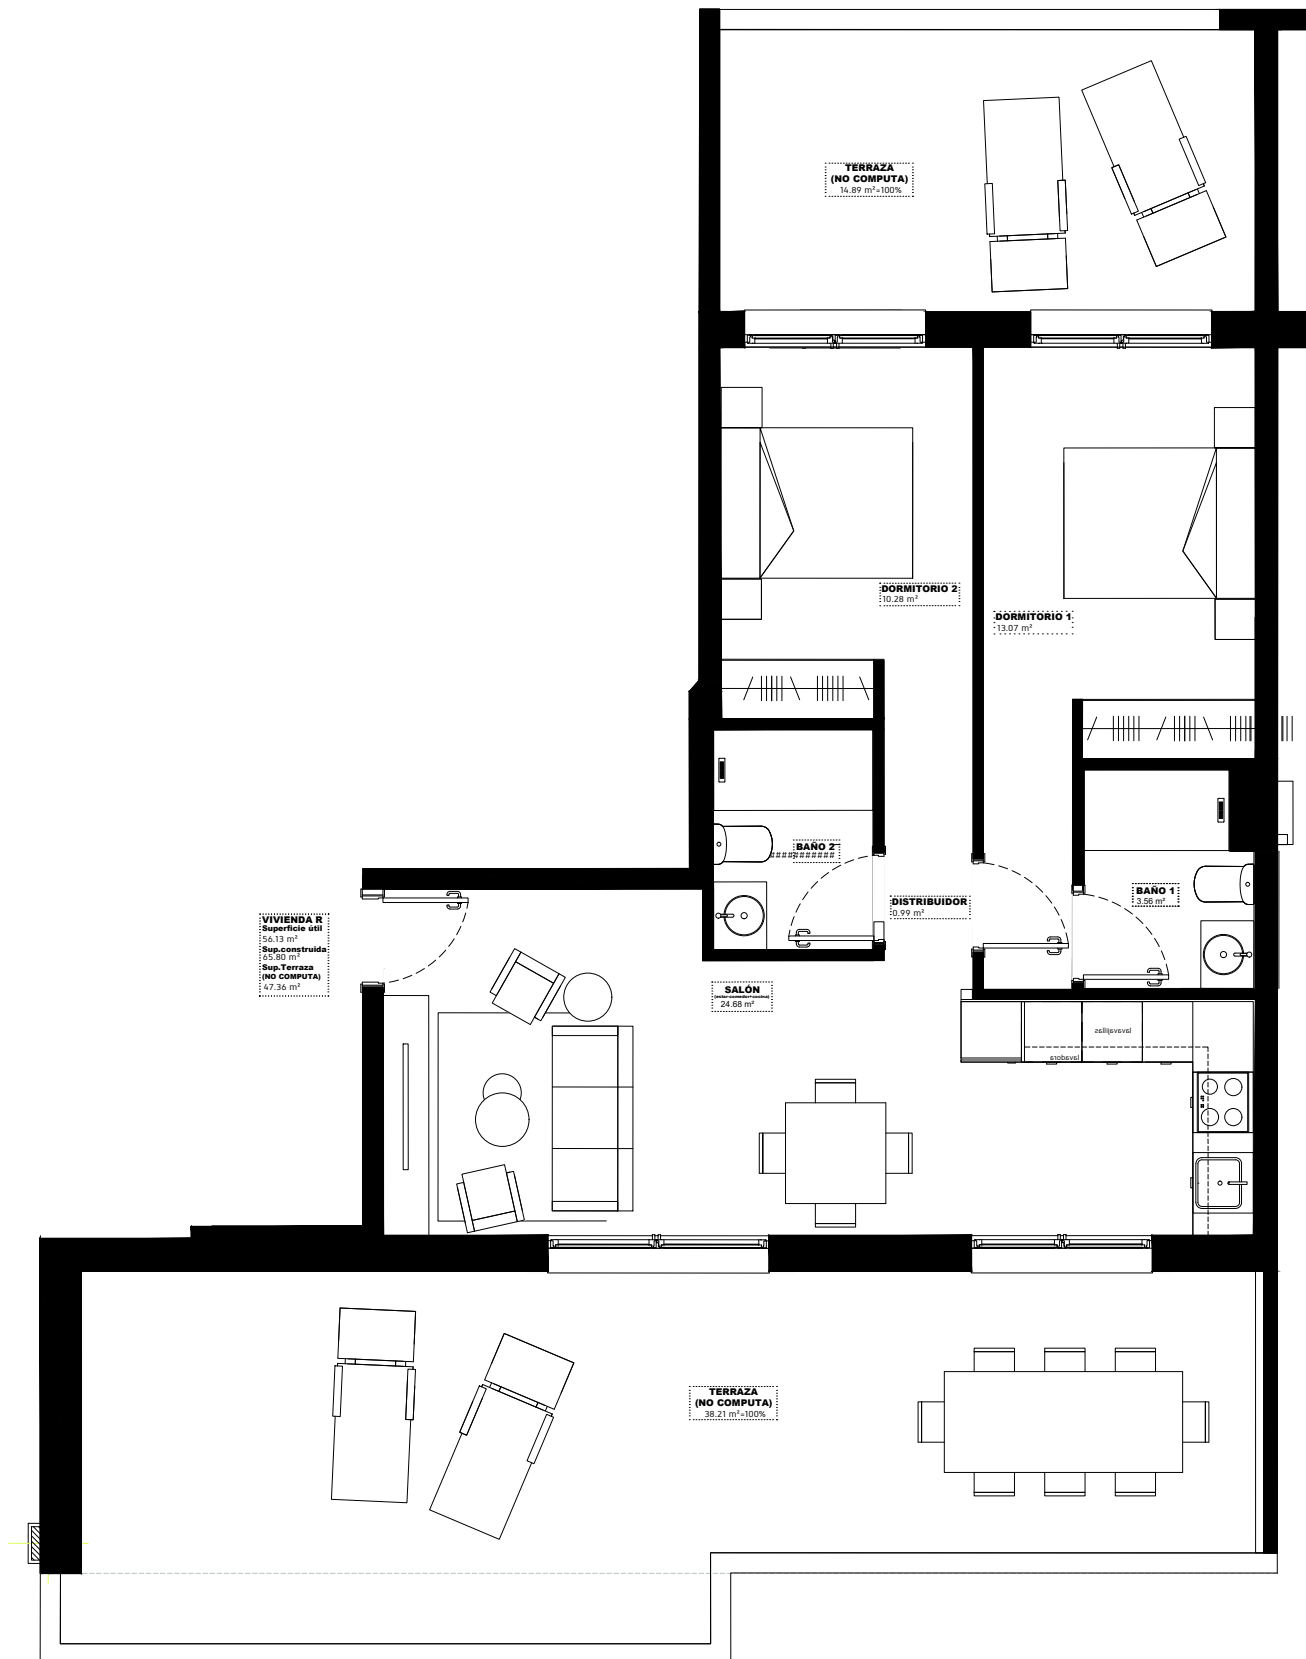 TERRAZA
(NO COMPUTA)
14.89 m²=100%
DORMITORIO 2
10.28 m²
DORMITORIO 1
13.07 m²
BAÑO 2
###########
BAÑO 1
3.56 m²
DISTRIBUIDOR
0.99 m²
VIVIENDA R
Superficie útil
56.13 m²
Sup.construida
65.80 m²
Sup.Terraza
(NO COMPUTA)
47.36 m²
SALÓN
(estar-comedor-cocina)
24.68 m²
lavavajillas
lavadora
TERRAZA
(NO COMPUTA)
38.21 m²=100%